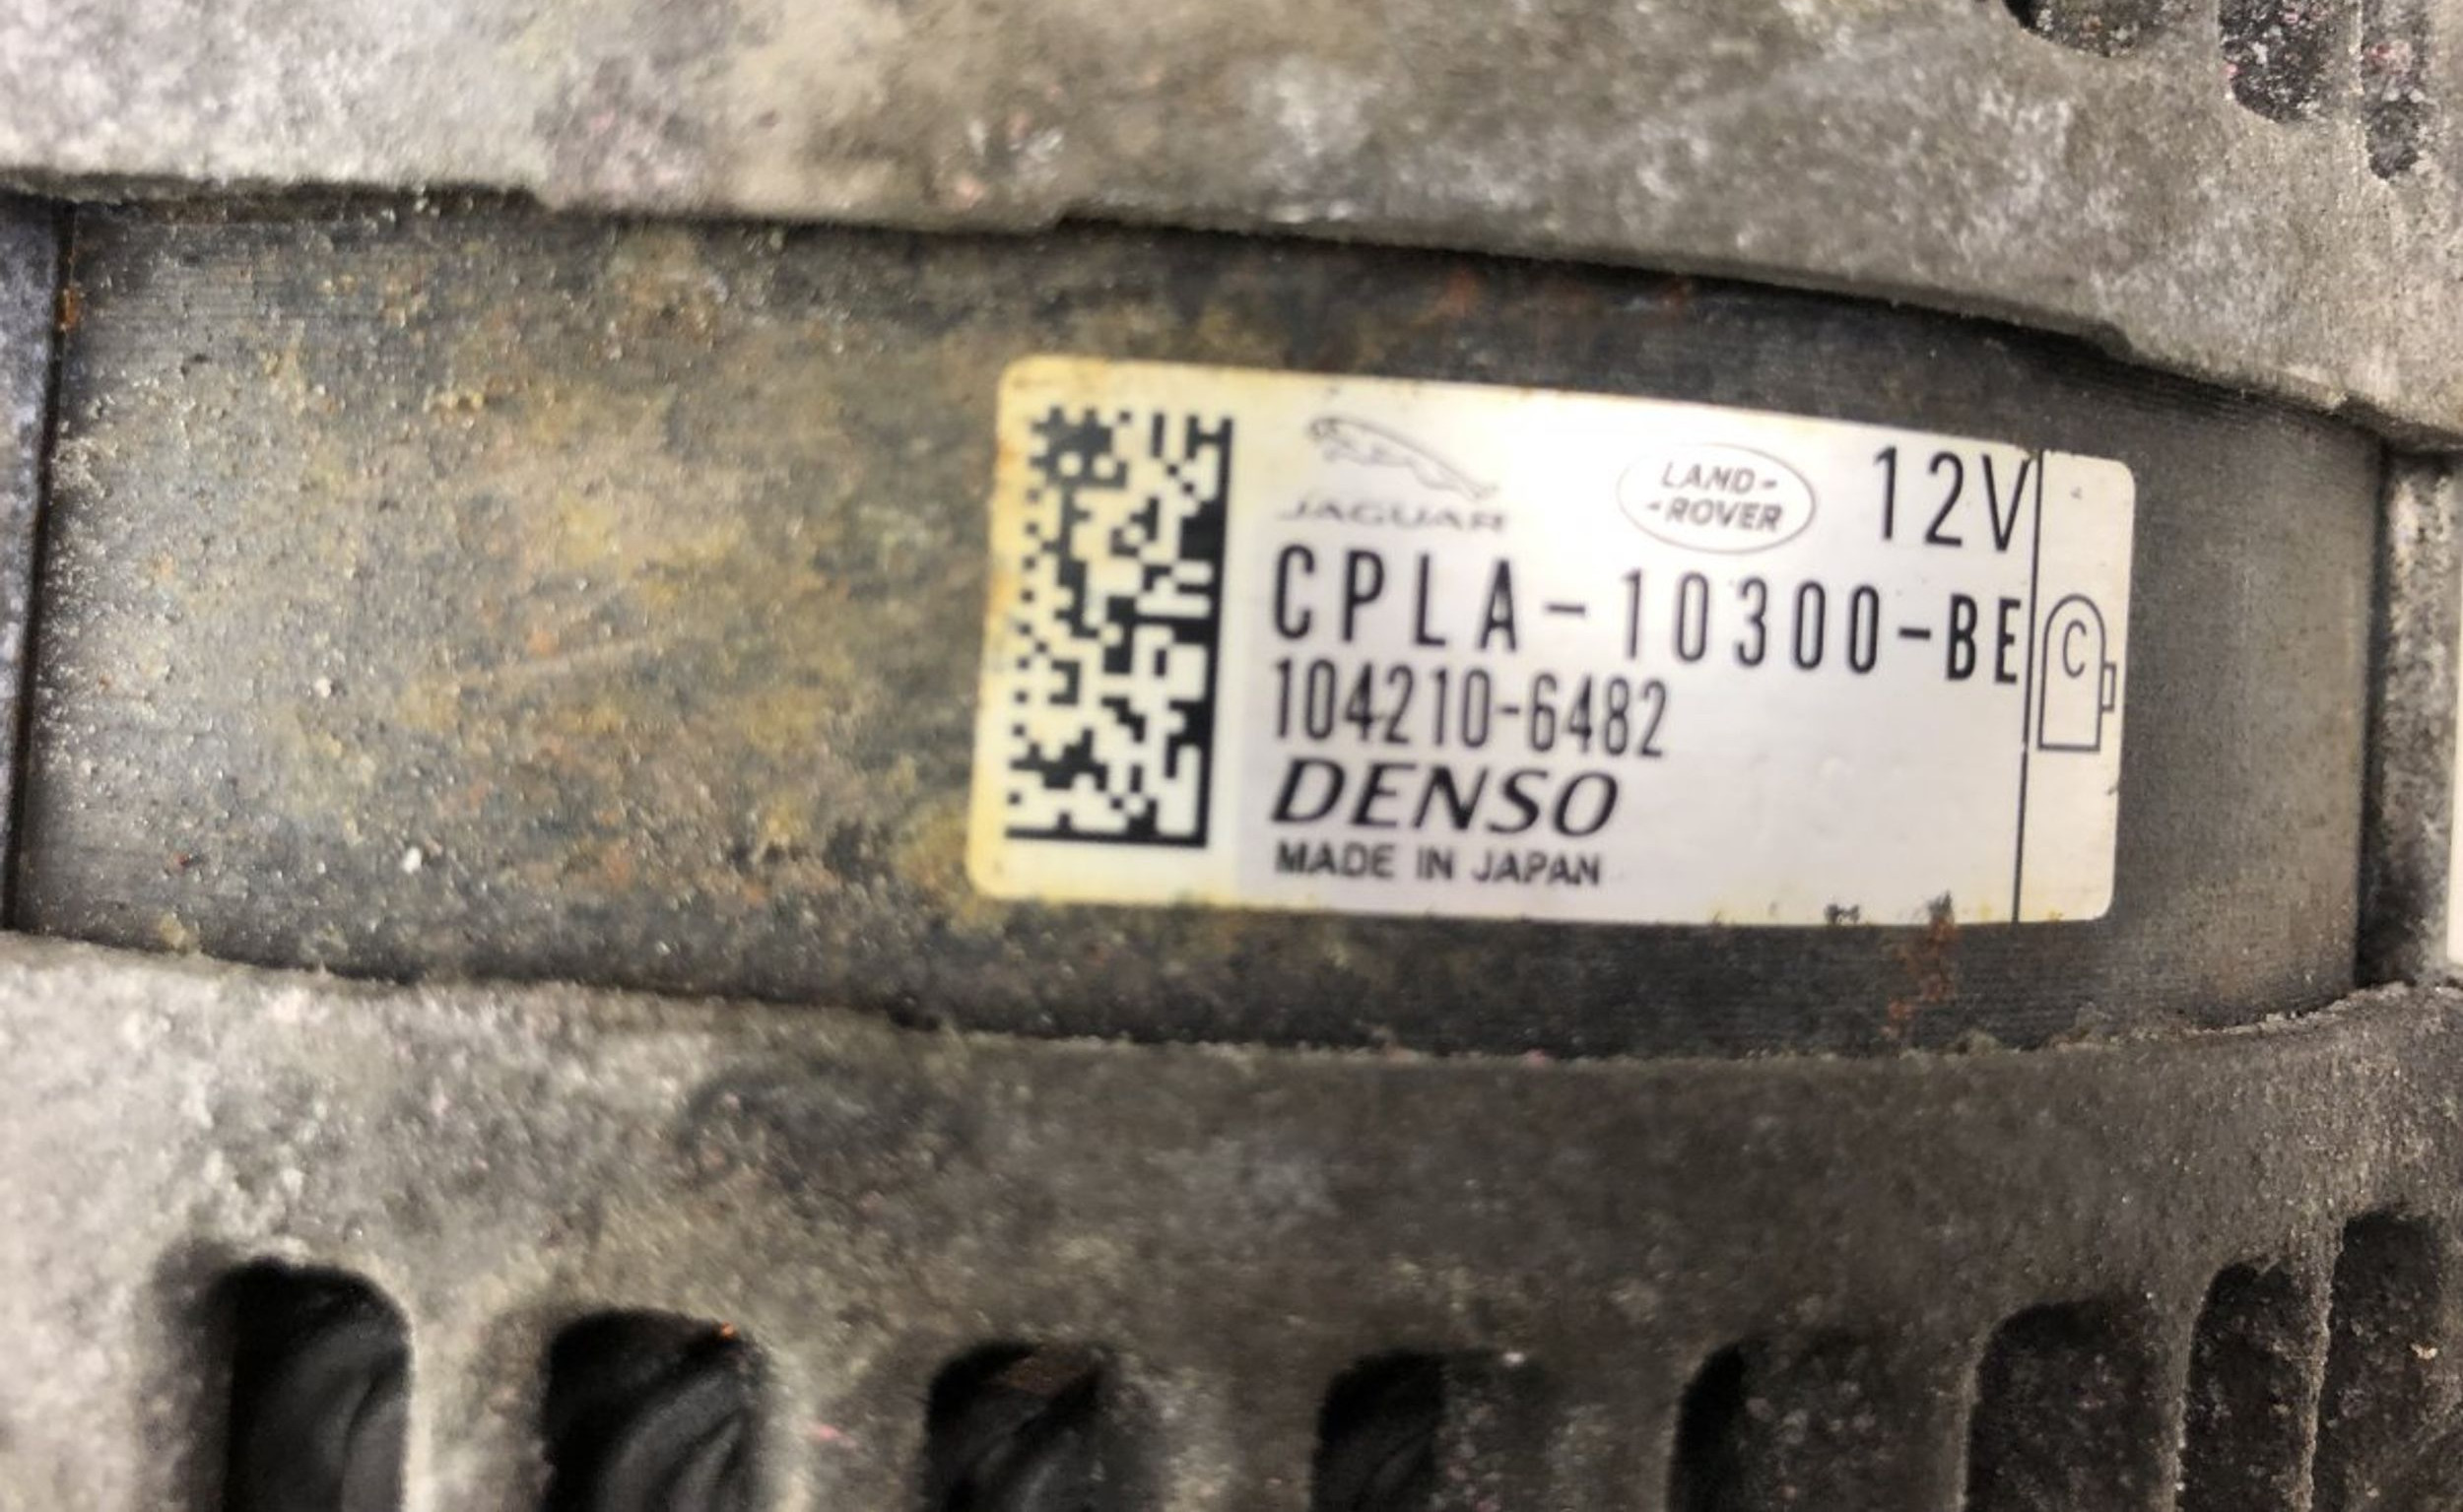 JAGUAR
LAND-
-ROVER
12V
CPLA-10300-BE
104210-6482
DENSO
MADE IN JAPAN
C